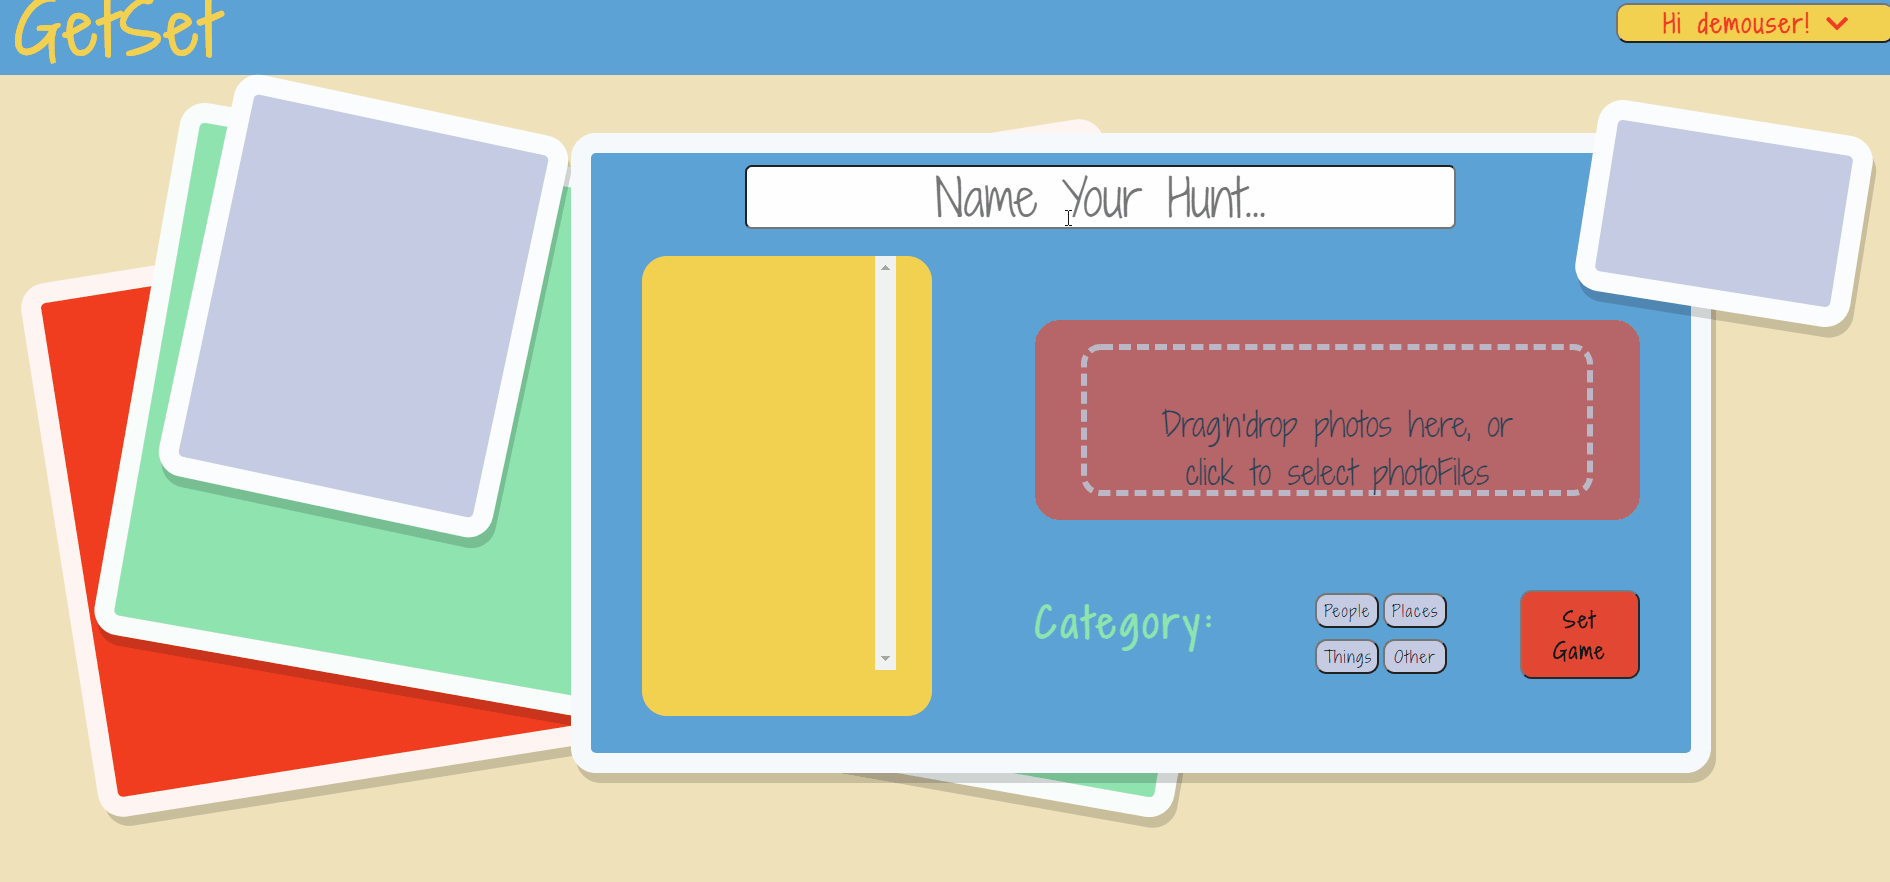 GetSet
Hi demouser!
Name Your Hunt...
Drag'n'drop photos here, or
click to select photoFiles
Category:
People Places
Things Other
Set
Game